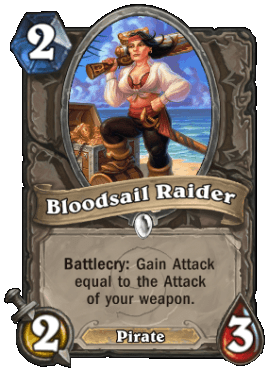 2
Bloodsail Raider
Battlecry: Gain Attack
equal to the Attack
of your weapon.
2
Pirate
3